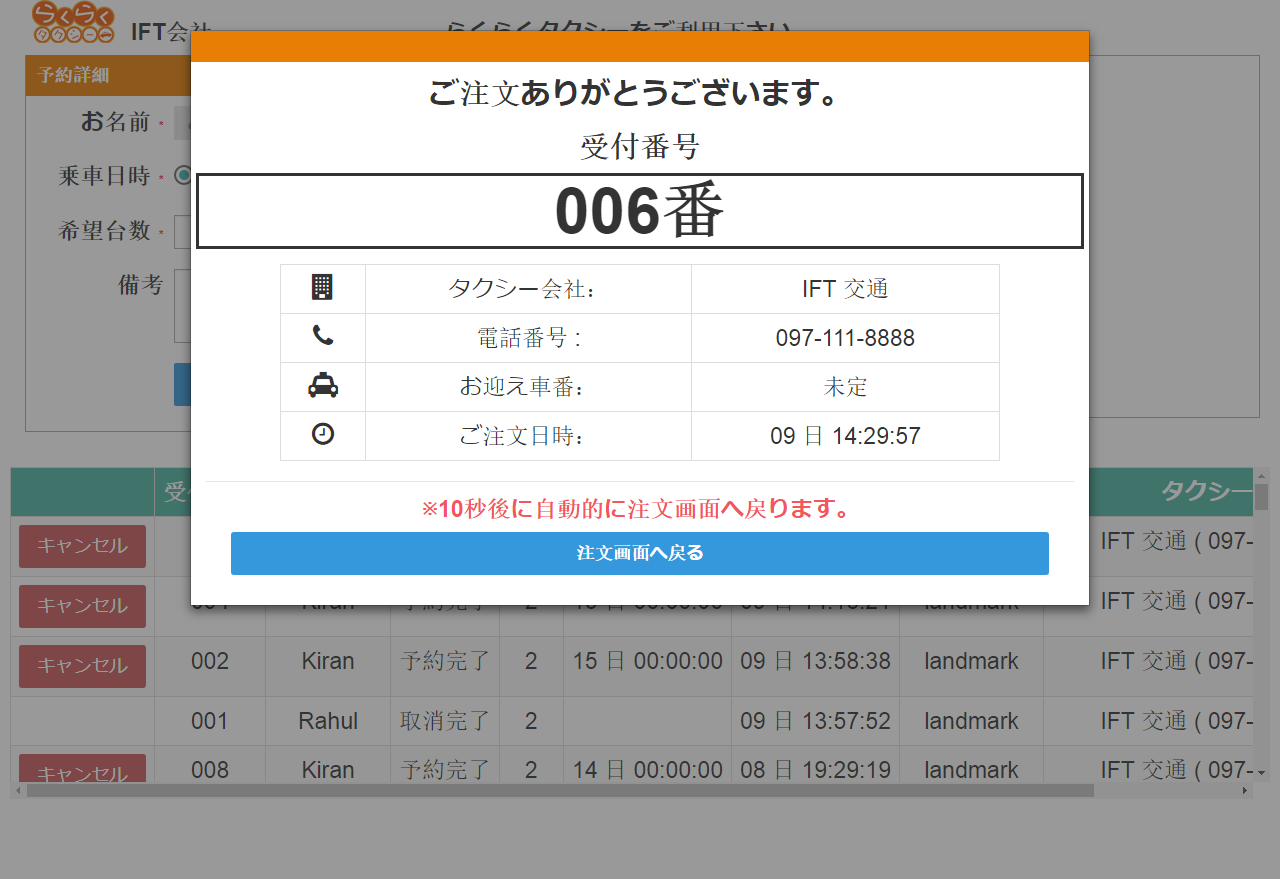 らくらく
タクシー
IFT会社
らくらくタクシーをご利用下さい
予約詳細
お名前 *
乗車日時 *
希望台数 *
備考
ご注文ありがとうございます。
受付番号
006番
タクシー会社: IFT 交通
電話番号 : 097-111-8888
お迎え車番: 未定
ご注文日時: 09 日 14:29:57
※10秒後に自動的に注文画面へ戻ります。
注文画面へ戻る
受 タクシー
キャンセル IFT 交通 ( 097-
キャンセル Kiran 予約完了 2 landmark IFT 交通 ( 097-
キャンセル 002 Kiran 予約完了 2 15 日 00:00:00 09 日 13:58:38 landmark IFT 交通 ( 097-
001 Rahul 取消完了 2 09 日 13:57:52 landmark IFT 交通 ( 097-
キャンセル 008 Kiran 予約完了 2 14 日 00:00:00 08 日 19:29:19 landmark IFT 交通 ( 097-